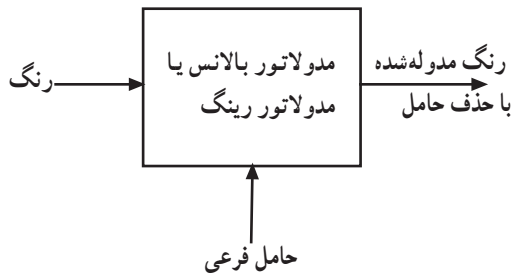 مدولاتور بالانس یا
مدولاتور رینگ
رنگ
رنگ مدوله‌شده
با حذف حامل
حامل فرعی